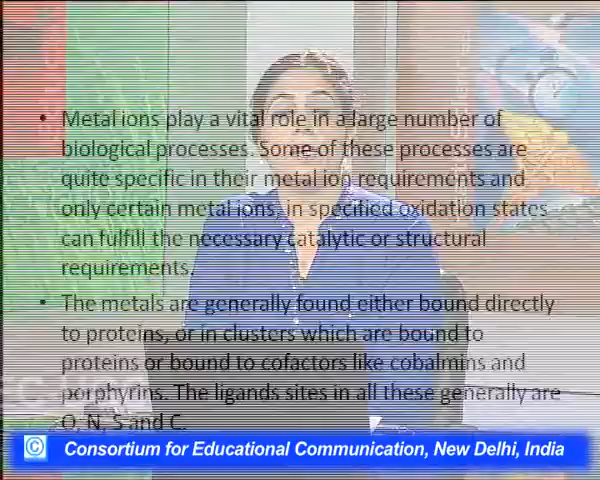 • Metal ions play a vital role in a large number of
biological processes. Some of these processes are
quite specific in their metal ion requirements and
only certain metal ions, in specified oxidation states
can fulfill the necessary catalytic or structural
requirements.
• The metals are generally found either bound directly
to proteins, or in clusters which are bound to
proteins or bound to cofactors like cobalmins and
porphyrins. The ligands sites in all these generally are
O, N, S and C.
© Consortium for Educational Communication, New Delhi, India